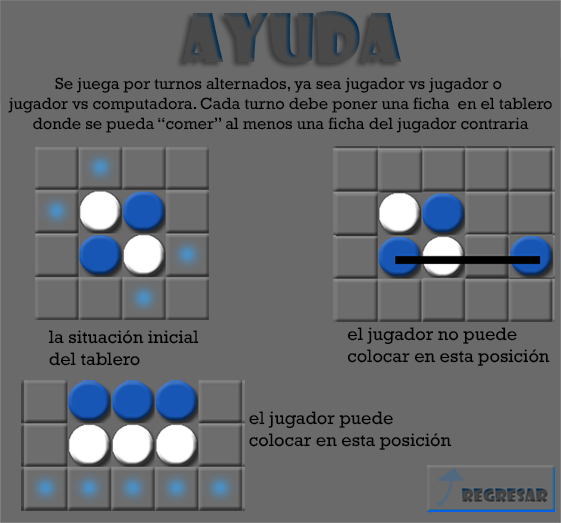 AYUDA
Se juega por turnos alternados, ya sea jugador vs jugador o
jugador vs computadora. Cada turno debe poner una ficha en el tablero
donde se pueda “comer” al menos una ficha del jugador contraria
la situación inicial
del tablero
el jugador no puede
colocar en esta posición
el jugador puede
colocar en esta posición
REGRESAR